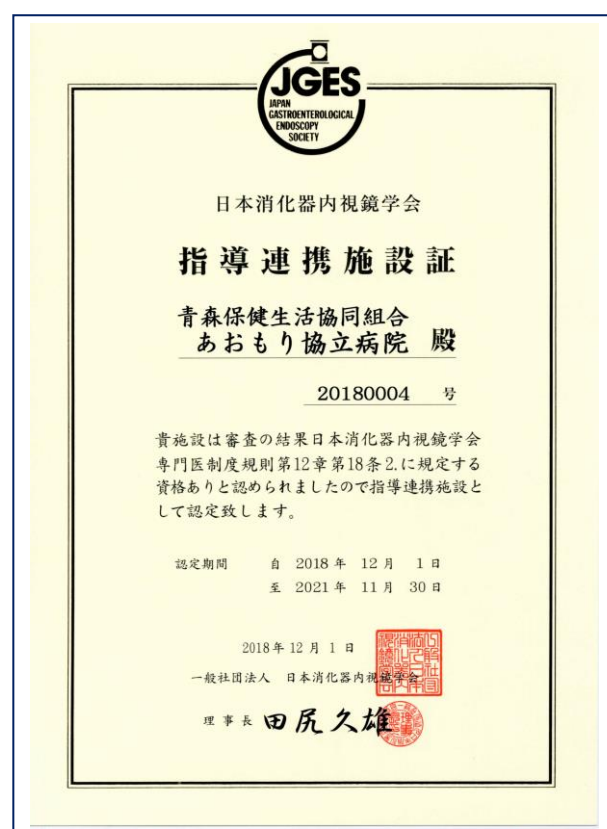 JGES
JAPAN
GASTROENTEROLOGICAL
ENDOSCOPY
SOCIETY
日本消化器内視鏡学会
指導連携施設証
青森保健生活協同組合
あおもり協立病院 殿
20180004 号
貴施設は審査の結果日本消化器内視鏡学会
専門医制度規則第12章第18条2.に規定する
資格ありと認められましたので指導連携施設と
して認定致します。
認定期間 自 2018年 12月 1日
至 2021年 11月 30日
2018年12月1日
一般社団法人 日本消化器内視鏡学会
理事長 田尻久雄